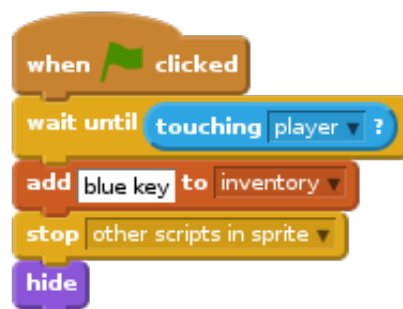 when clicked
wait until touching player ?
add blue key to inventory
stop other scripts in sprite
hide